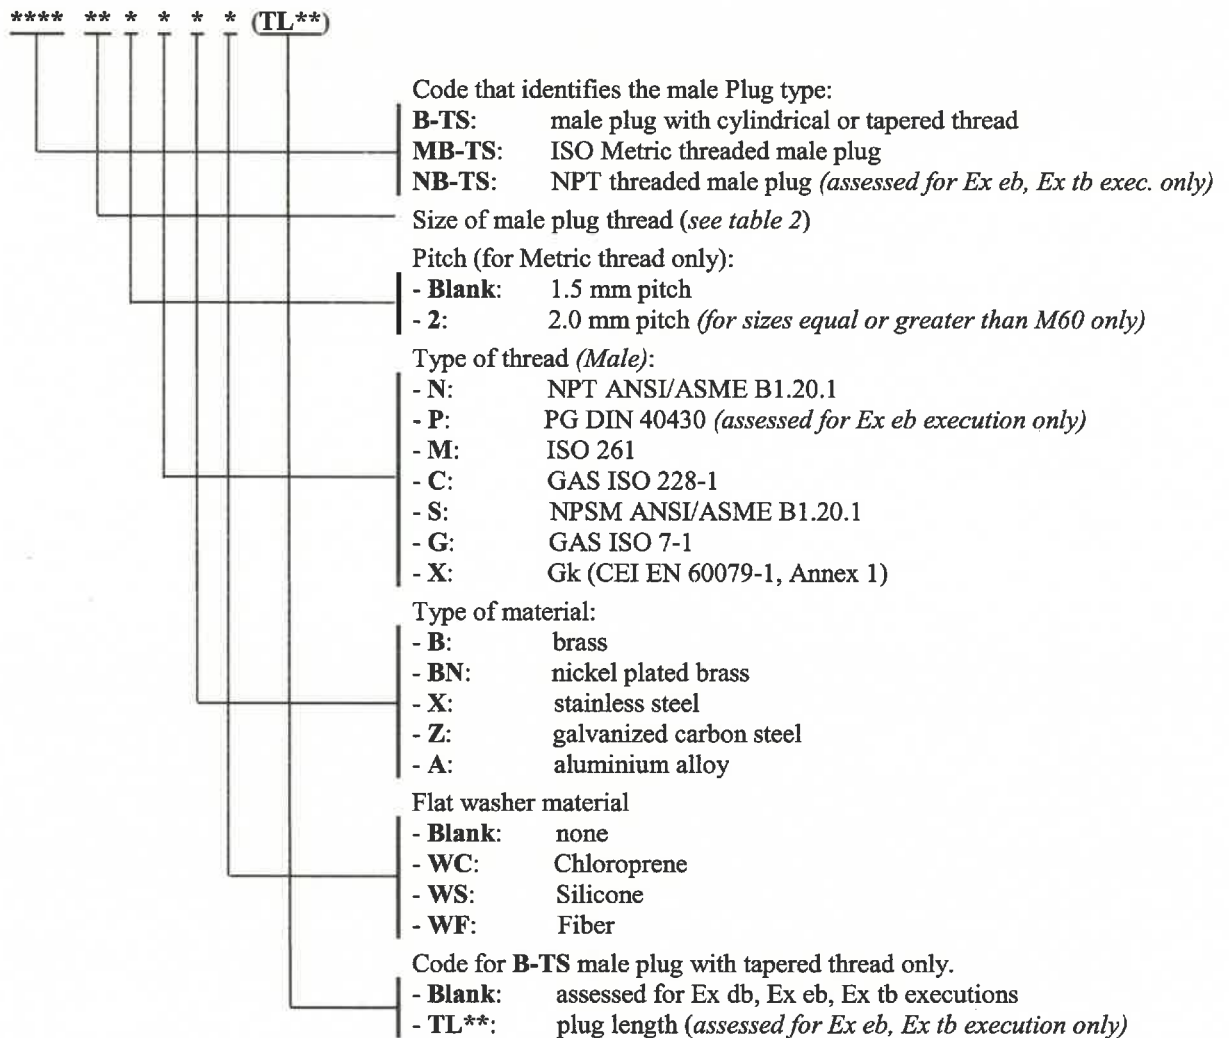 **** ** * * * * (TL**)
Code that identifies the male Plug type:
B-TS: male plug with cylindrical or tapered thread
MB-TS: ISO Metric threaded male plug
NB-TS: NPT threaded male plug (assessed for Ex eb, Ex tb exec. only)
Size of male plug thread (see table 2)
Pitch (for Metric thread only):
- Blank: 1.5 mm pitch
- 2: 2.0 mm pitch (for sizes equal or greater than M60 only)
Type of thread (Male):
- N: NPT ANSI/ASME B1.20.1
- P: PG DIN 40430 (assessed for Ex eb execution only)
- M: ISO 261
- C: GAS ISO 228-1
- S: NPSM ANSI/ASME B1.20.1
- G: GAS ISO 7-1
- X: Gk (CEI EN 60079-1, Annex 1)
Type of material:
- B: brass
- BN: nickel plated brass
- X: stainless steel
- Z: galvanized carbon steel
- A: aluminium alloy
Flat washer material
- Blank: none
- WC: Chloroprene
- WS: Silicone
- WF: Fiber
Code for B-TS male plug with tapered thread only.
- Blank: assessed for Ex db, Ex eb, Ex tb executions
- TL**: plug length (assessed for Ex eb, Ex tb execution only)